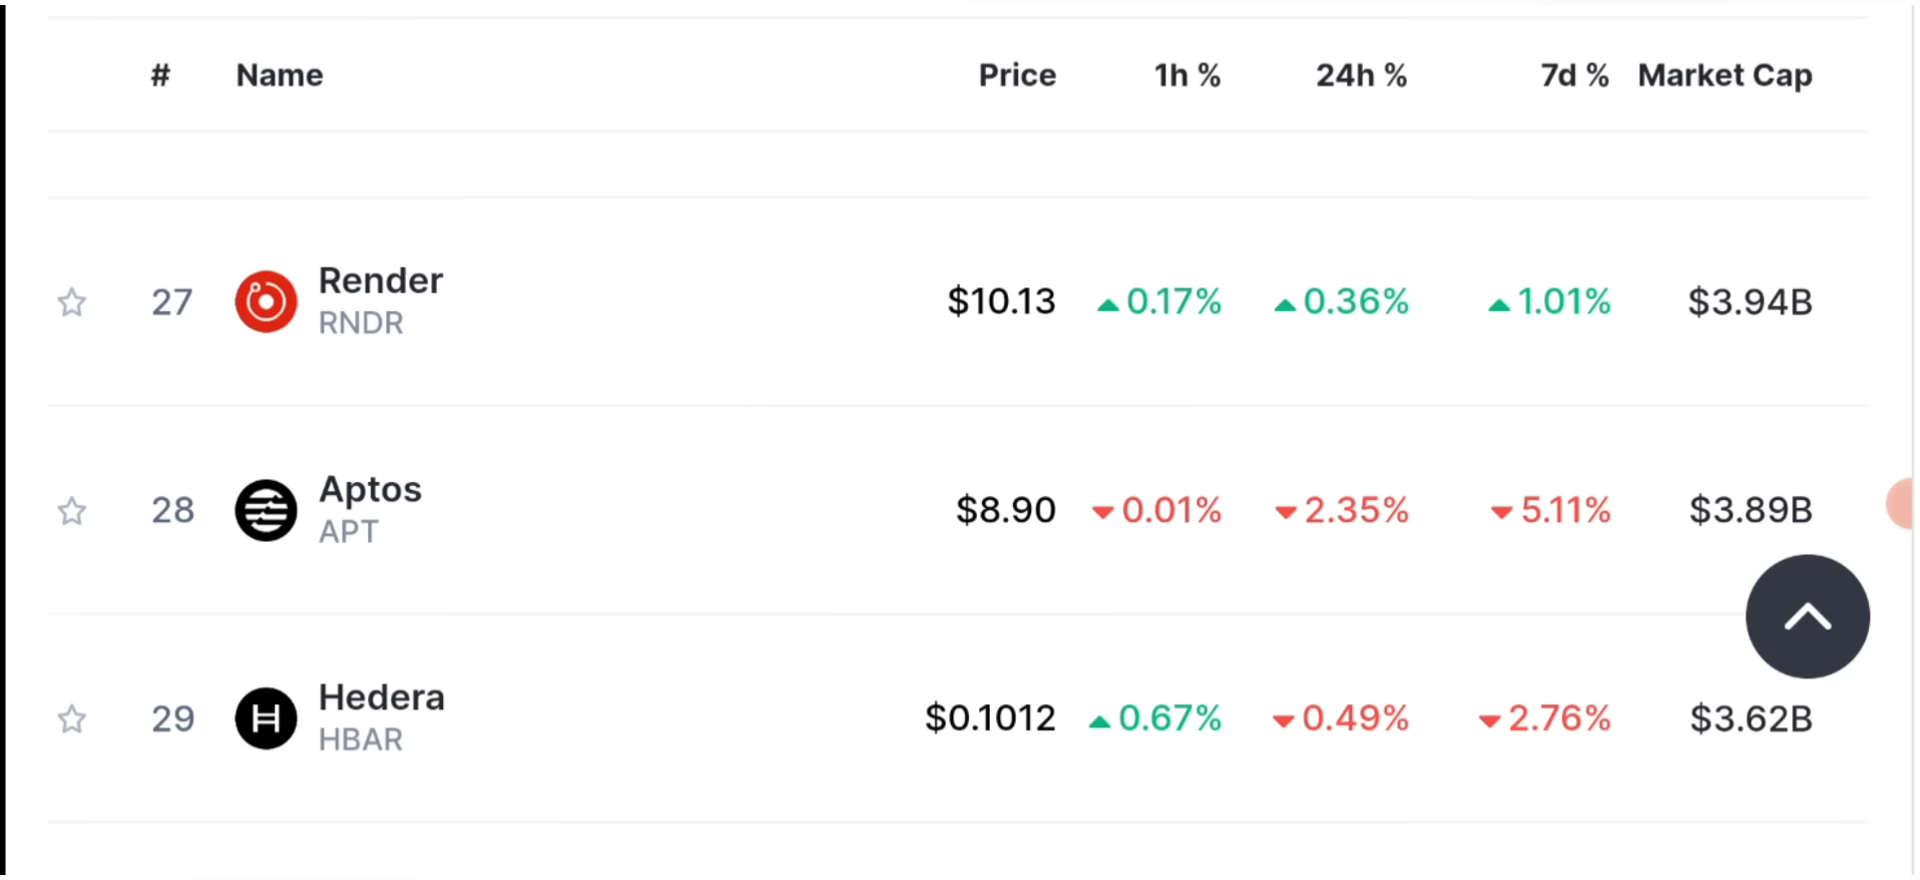 # Name Price 1h % 24h % 7d % Market Cap
27 Render RNDR $10.13 ▲0.17% ▲0.36% ▲1.01% $3.94B
28 Aptos APT $8.90 ▼0.01% ▼2.35% ▼5.11% $3.89B
29 Hedera HBAR $0.1012 ▲0.67% ▼0.49% ▼2.76% $3.62B